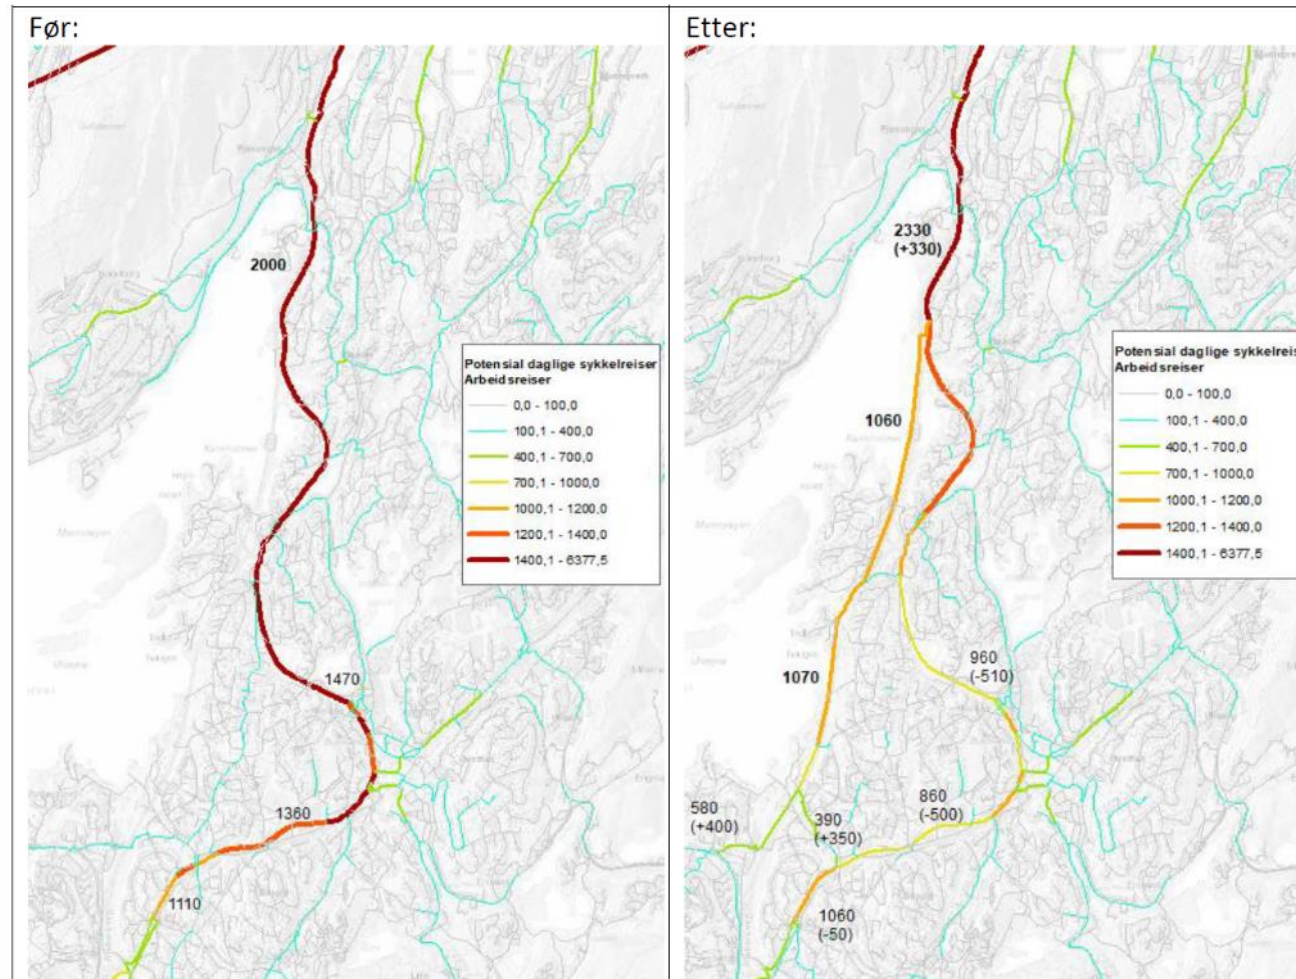 Før:
2000
1470
1360
1110
Potensial daglige sykkelreiser
Arbeidsreiser
0,0 - 100,0
100,1 - 400,0
400,1 - 700,0
700,1 - 1000,0
1000,1 - 1200,0
1200,1 - 1400,0
1400,1 - 6377,5
Etter:
2330
(+330)
1060
1070
960
(-510)
860
(-500)
580
(+400)
390
(+350)
1060
(-50)
Potensial daglige sykkelreis
Arbeidsreiser
0,0 - 100,0
100,1 - 400,0
400,1 - 700,0
700,1 - 1000,0
1000,1 - 1200,0
1200,1 - 1400,0
1400,1 - 6377,5